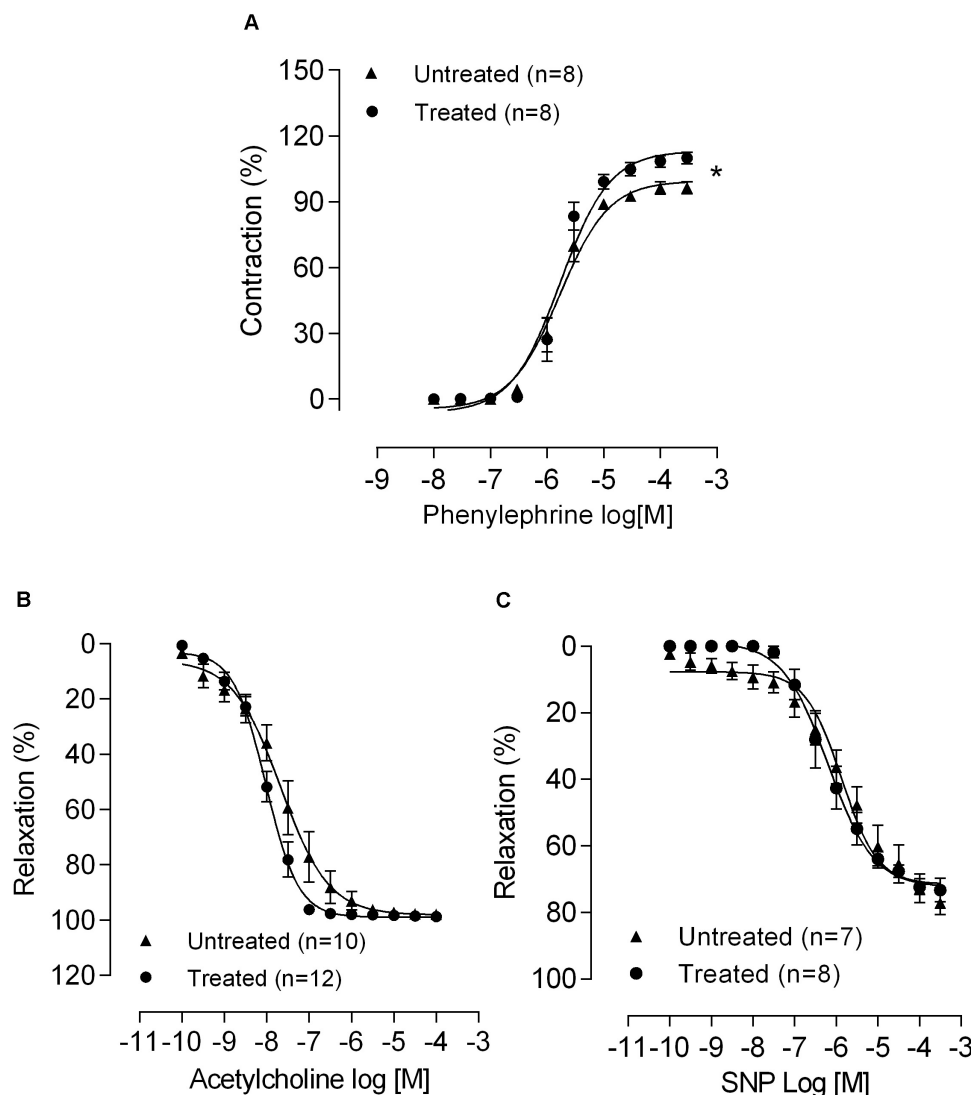 A
150
120
90
60
30
0
Contraction (%)
Untreated (n=8)
Treated (n=8)
*
-9 -8 -7 -6 -5 -4 -3
Phenylephrine log[M]
B
0
20
40
60
80
100
120
Relaxation (%)
Untreated (n=10)
Treated (n=12)
-11 -10 -9 -8 -7 -6 -5 -4 -3
Acetylcholine log [M]
C
0
20
40
60
80
100
Relaxation (%)
Untreated (n=7)
Treated (n=8)
-11 -10 -9 -8 -7 -6 -5 -4 -3
SNP Log [M]